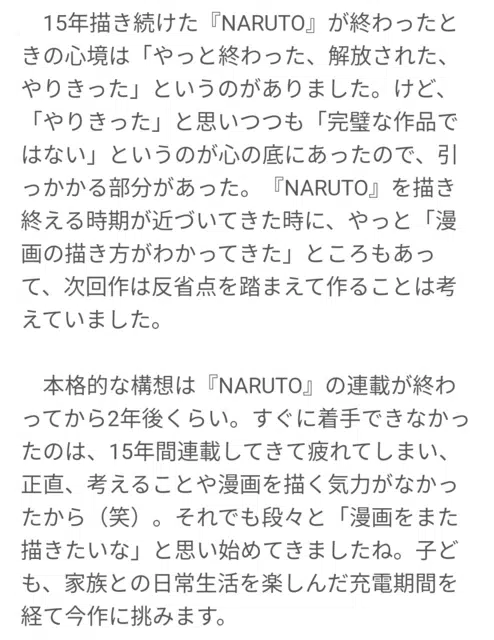 15年描き続けた『NARUTO』が終わったと
きの心境は「やっと終わった、解放された、
やりきった」というのがありました。けど、
「やりきった」と思いつつも「完璧な作品で
はない」というのが心の底にあったので、引
っかかる部分があった。『NARUTO』を描き
終える時期が近づいてきた時に、やっと「漫
画の描き方がわかってきた」ところもあっ
て、次回作は反省点を踏まえて作ることは考
えていました。
本格的な構想は『NARUTO』の連載が終わ
ってから2年後くらい。すぐに着手できなかっ
たのは、15年間連載してきて疲れてしまい、
正直、考えることや漫画を描く気力がなかっ
たから（笑）。それでも段々と「漫画をまた
描きたいな」と思い始めてきましたね。子ど
も、家族との日常生活を楽しんだ充電期間を
経て今作に挑みます。